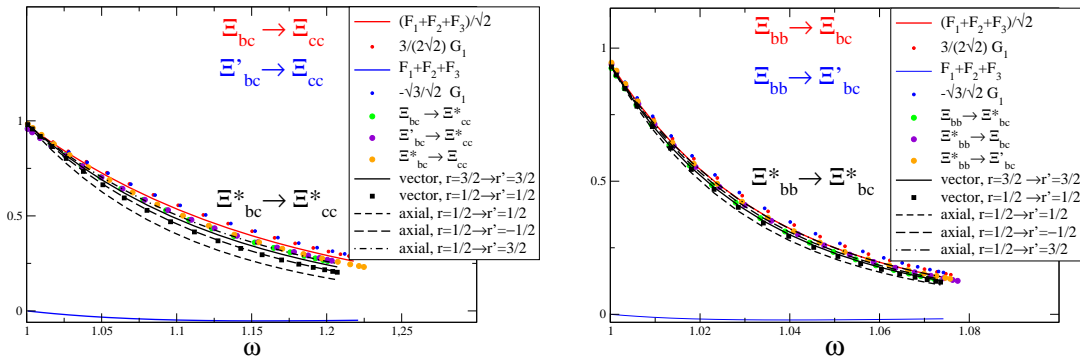 Ξbc → Ξcc
Ξ'bc → Ξcc
Ξ*bc → Ξ*cc
(F1+F2+F3)/√2
3/(2√2) G1
F1+F2+F3
-√3/√2 G1
Ξbc → Ξ*cc
Ξ'bc → Ξ*cc
Ξ*bc → Ξcc
vector, r=3/2→r'=3/2
vector, r=1/2→r'=1/2
axial, r=1/2→r'=1/2
axial, r=1/2→r'=−1/2
axial, r=1/2→r'=3/2
1
0.5
0
1 1.05 1.1 1.15 1.2 1,25
ω
Ξbb → Ξbc
Ξbb → Ξ'bc
Ξ*bb → Ξ*bc
(F1+F2+F3)/√2
3/(2√2) G1
F1+F2+F3
-√3/√2 G1
Ξbb → Ξ*bc
Ξ*bb → Ξbc
Ξ*bb → Ξ'bc
vector, r=3/2→r'=3/2
vector, r=1/2→r'=1/2
axial, r=1/2→r'=1/2
axial, r=1/2→r'=−1/2
axial, r=1/2→r'=3/2
1
0.5
0
1 1.02 1.04 1.06 1.08
ω